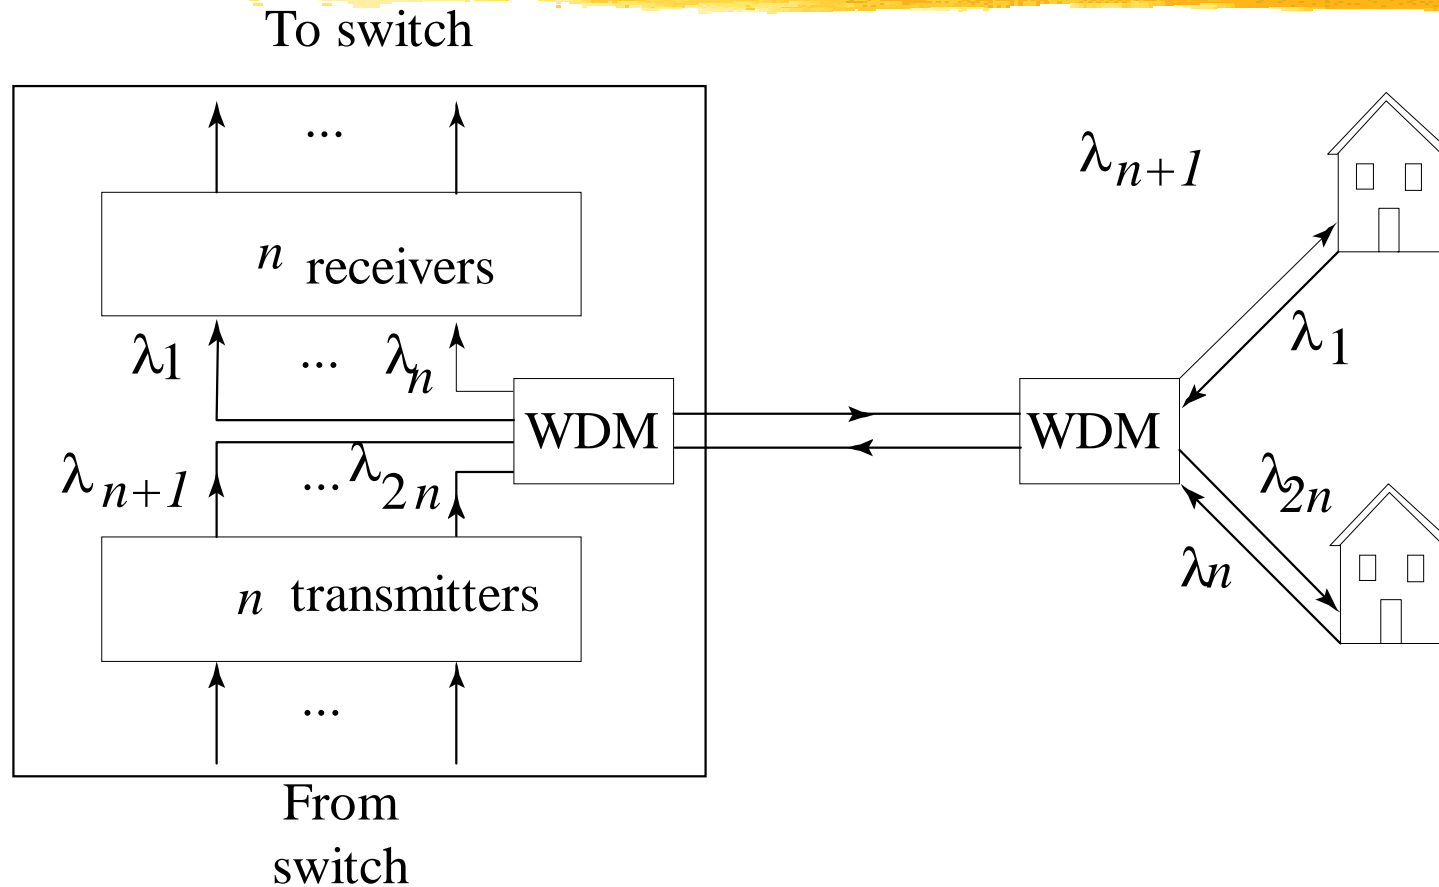 To switch
...
n receivers
λ1 ... λn
WDM
λn+1 ... λ2n
n transmitters
...
From
switch
WDM
λn+1
λ1
λ2n
λn